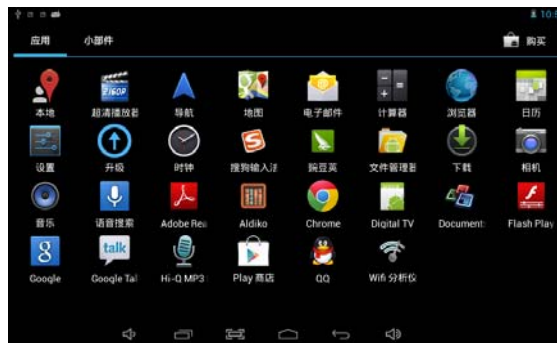 应用 小部件 购买
本地 超清播放器 导航 地图 电子邮件 计算器 浏览器 日历
设置 升级 时钟 搜狗输入法 豌豆荚 文件管理器 下载 相机
音乐 语音搜索 Adobe Rea Aldiko Chrome Digital TV Document Flash Play
Google Google Tal Hi-Q MP3 Play 商店 QQ Wifi 分析仪